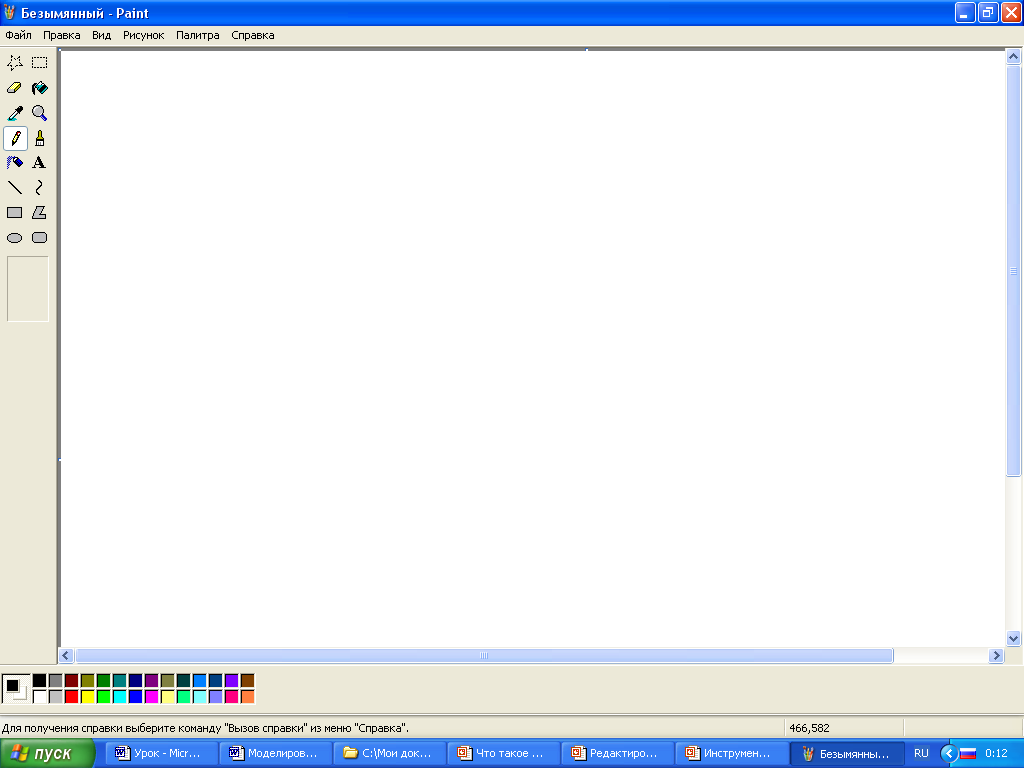 Безымянный - Paint
Файл Правка Вид Рисунок Палитра Справка
A
Для получения справки выберите команду "Вызов справки" из меню "Справка". 466,582
пуск Урок - Micr... Моделиров... C:\Мои док... Что такое ... Редактиро... Инструмен... Безымянны... RU 0:12